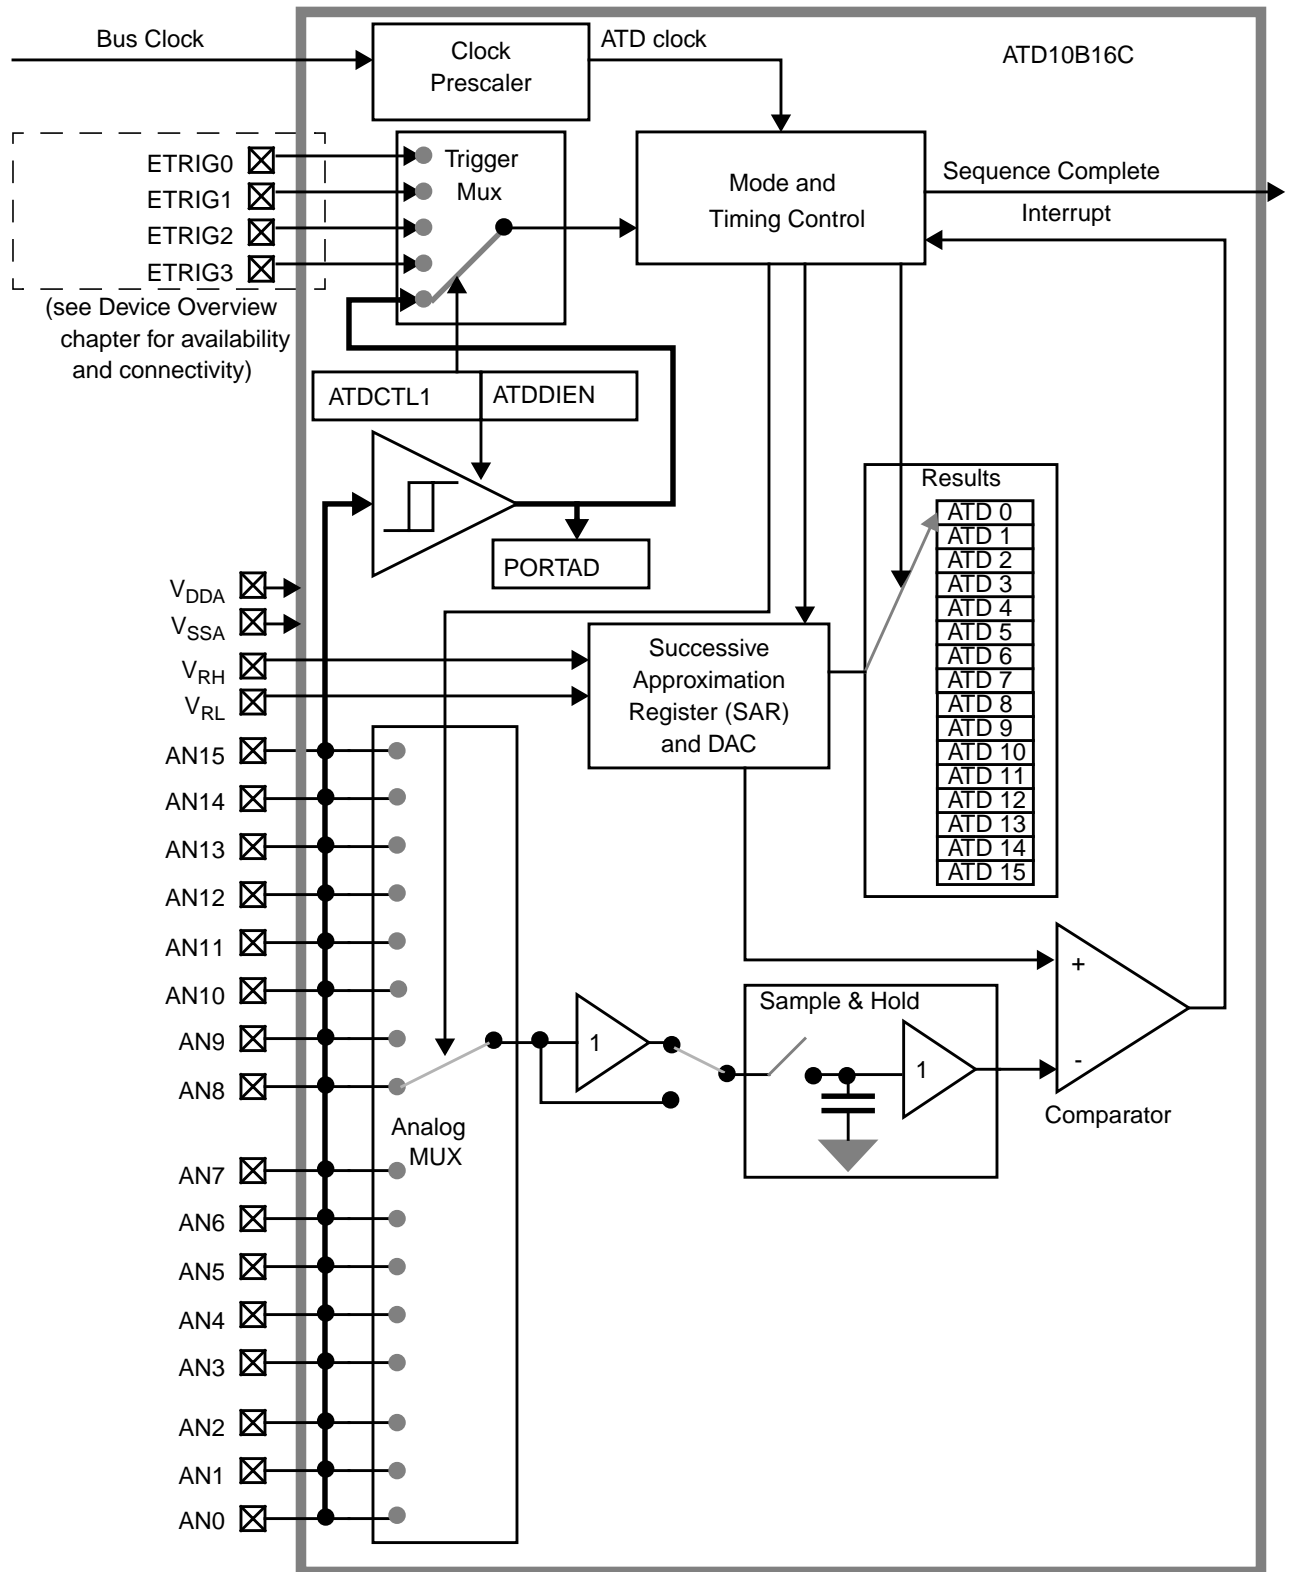 Bus Clock
Clock
Prescaler
ATD clock
ATD10B16C
ETRIG0
ETRIG1
ETRIG2
ETRIG3
(see Device Overview
chapter for availability
and connectivity)
Trigger
Mux
Mode and
Timing Control
Sequence Complete
Interrupt
ATDCTL1
ATDDIEN
PORTAD
Results
ATD 0
ATD 1
ATD 2
ATD 3
ATD 4
ATD 5
ATD 6
ATD 7
ATD 8
ATD 9
ATD 10
ATD 11
ATD 12
ATD 13
ATD 14
ATD 15
VDDA
VSSA
VRH
VRL
Successive
Approximation
Register (SAR)
and DAC
AN15
AN14
AN13
AN12
AN11
AN10
AN9
AN8
AN7
AN6
AN5
AN4
AN3
AN2
AN1
AN0
Analog
MUX
1
Sample & Hold
1
+
-
Comparator